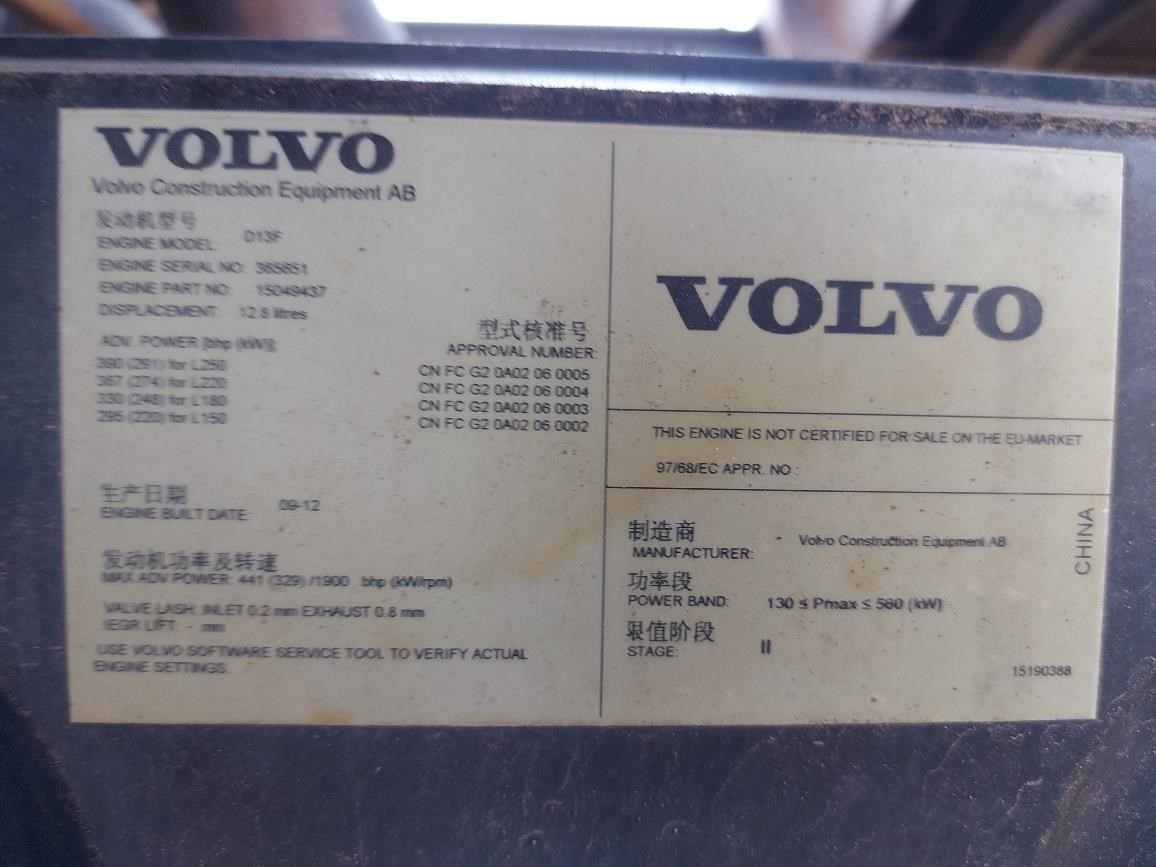 VOLVO
Volvo Construction Equipment AB
发动机型号
ENGINE MODEL: D13F
ENGINE SERIAL NO: 365651
ENGINE PART NO: 15049437
DISPLACEMENT: 12.8 litres
ADV. POWER [bhp (kW)]:
390 (291) for L250
367 (274) for L220
330 (248) for L180
295 (220) for L150
型式核准号
APPROVAL NUMBER:
CN FC G2 0A02 06 0005
CN FC G2 0A02 06 0004
CN FC G2 0A02 06 0003
CN FC G2 0A02 06 0002
生产日期
ENGINE BUILT DATE: 09-12
发动机功率及转速
MAX ADV POWER: 441 (329) /1900 bhp (kW/rpm)
VALVE LASH: INLET 0.2 mm EXHAUST 0.8 mm
IEGR LIFT: - mm
USE VOLVO SOFTWARE SERVICE TOOL TO VERIFY ACTUAL
ENGINE SETTINGS.
VOLVO
THIS ENGINE IS NOT CERTIFIED FOR SALE ON THE EU-MARKET
97/68/EC APPR. NO :
制造商
MANUFACTURER: - Volvo Construction Equipment AB
功率段
POWER BAND: 130 ≤ Pmax ≤ 560 (kW)
限值阶段
STAGE: II
15190388
CHINA